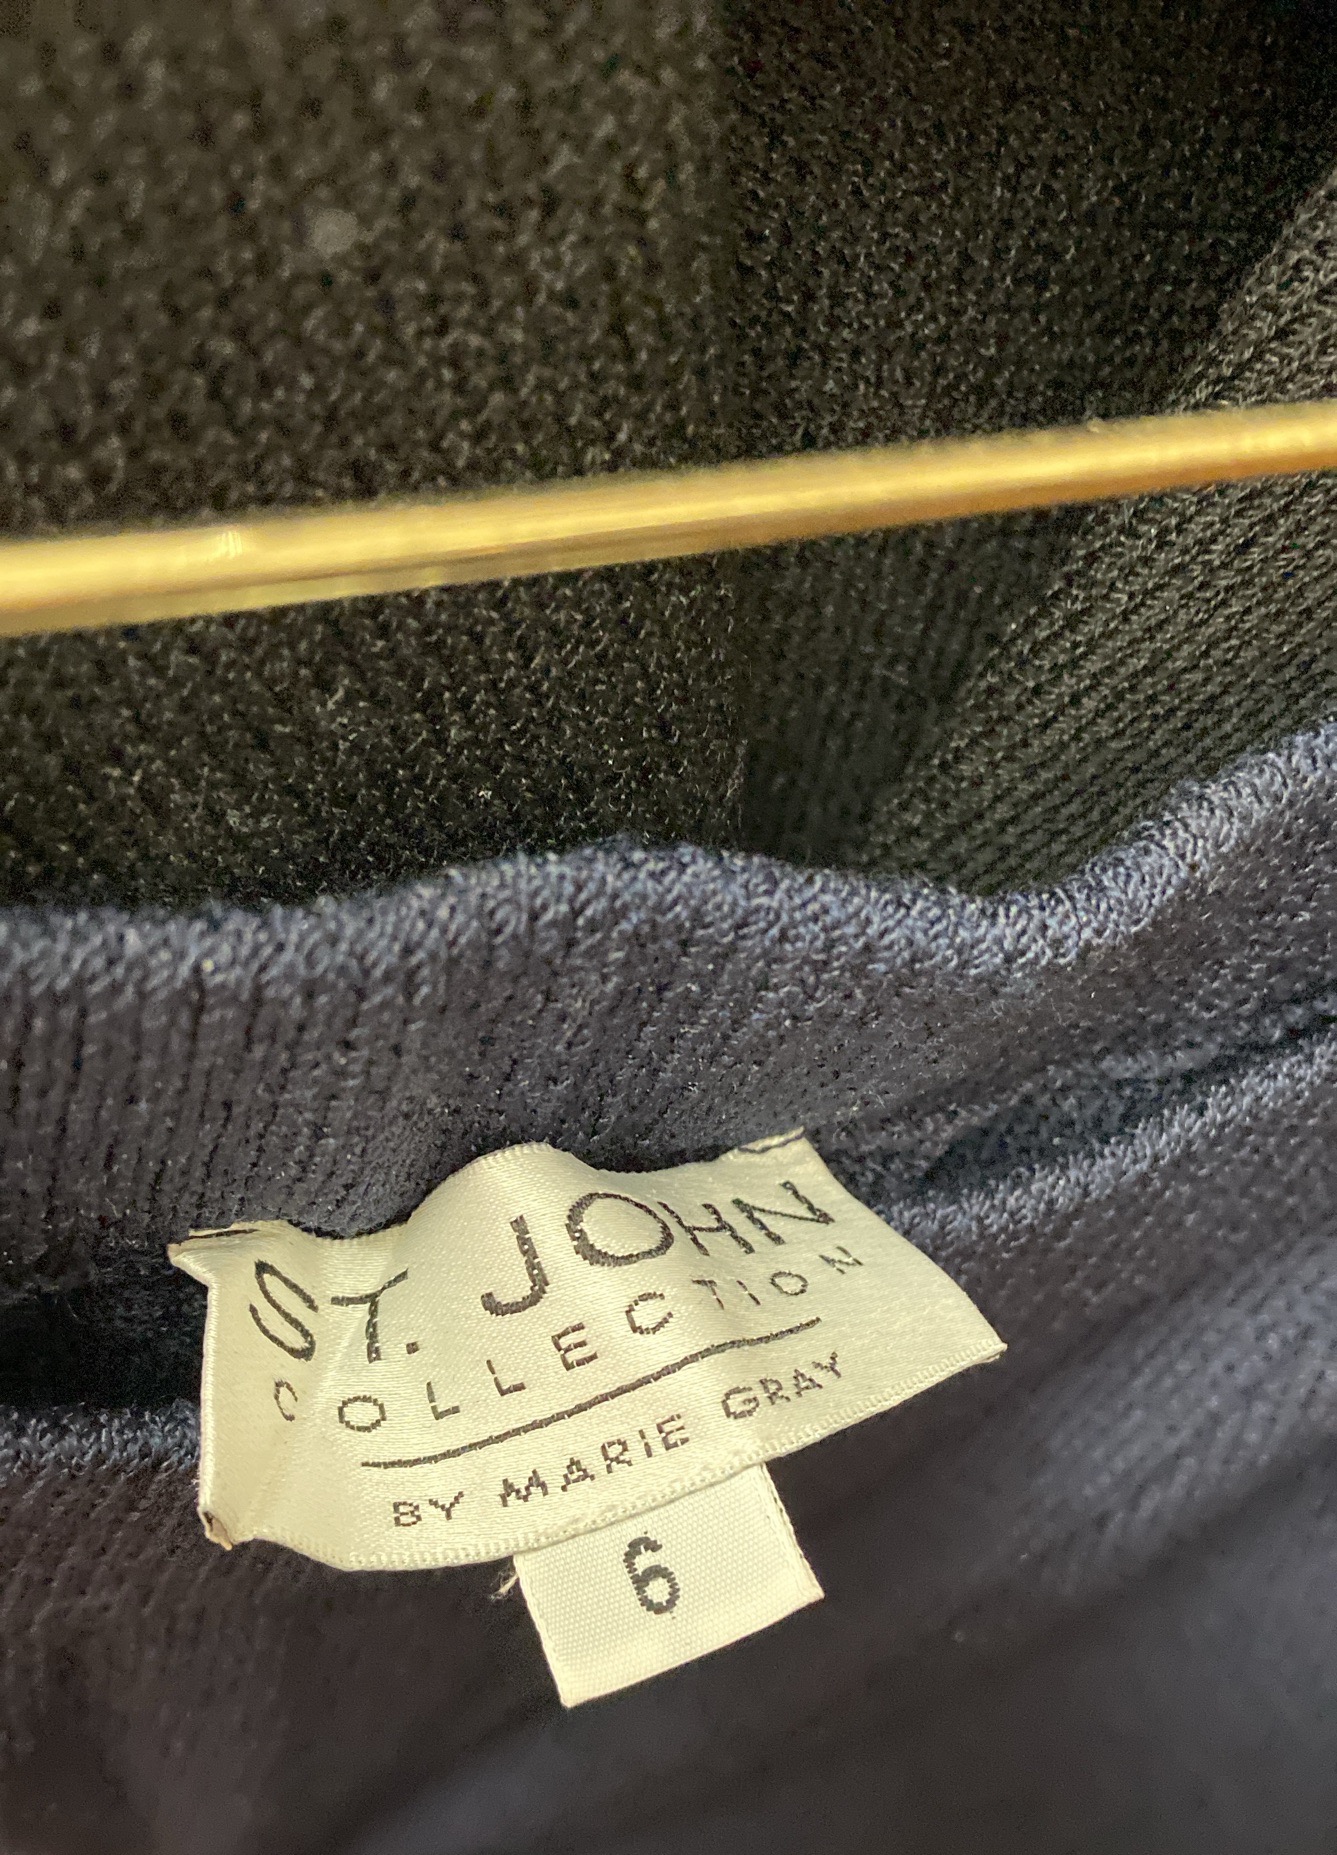 ST. JOHN
COLLECTION
BY MARIE GRAY
6